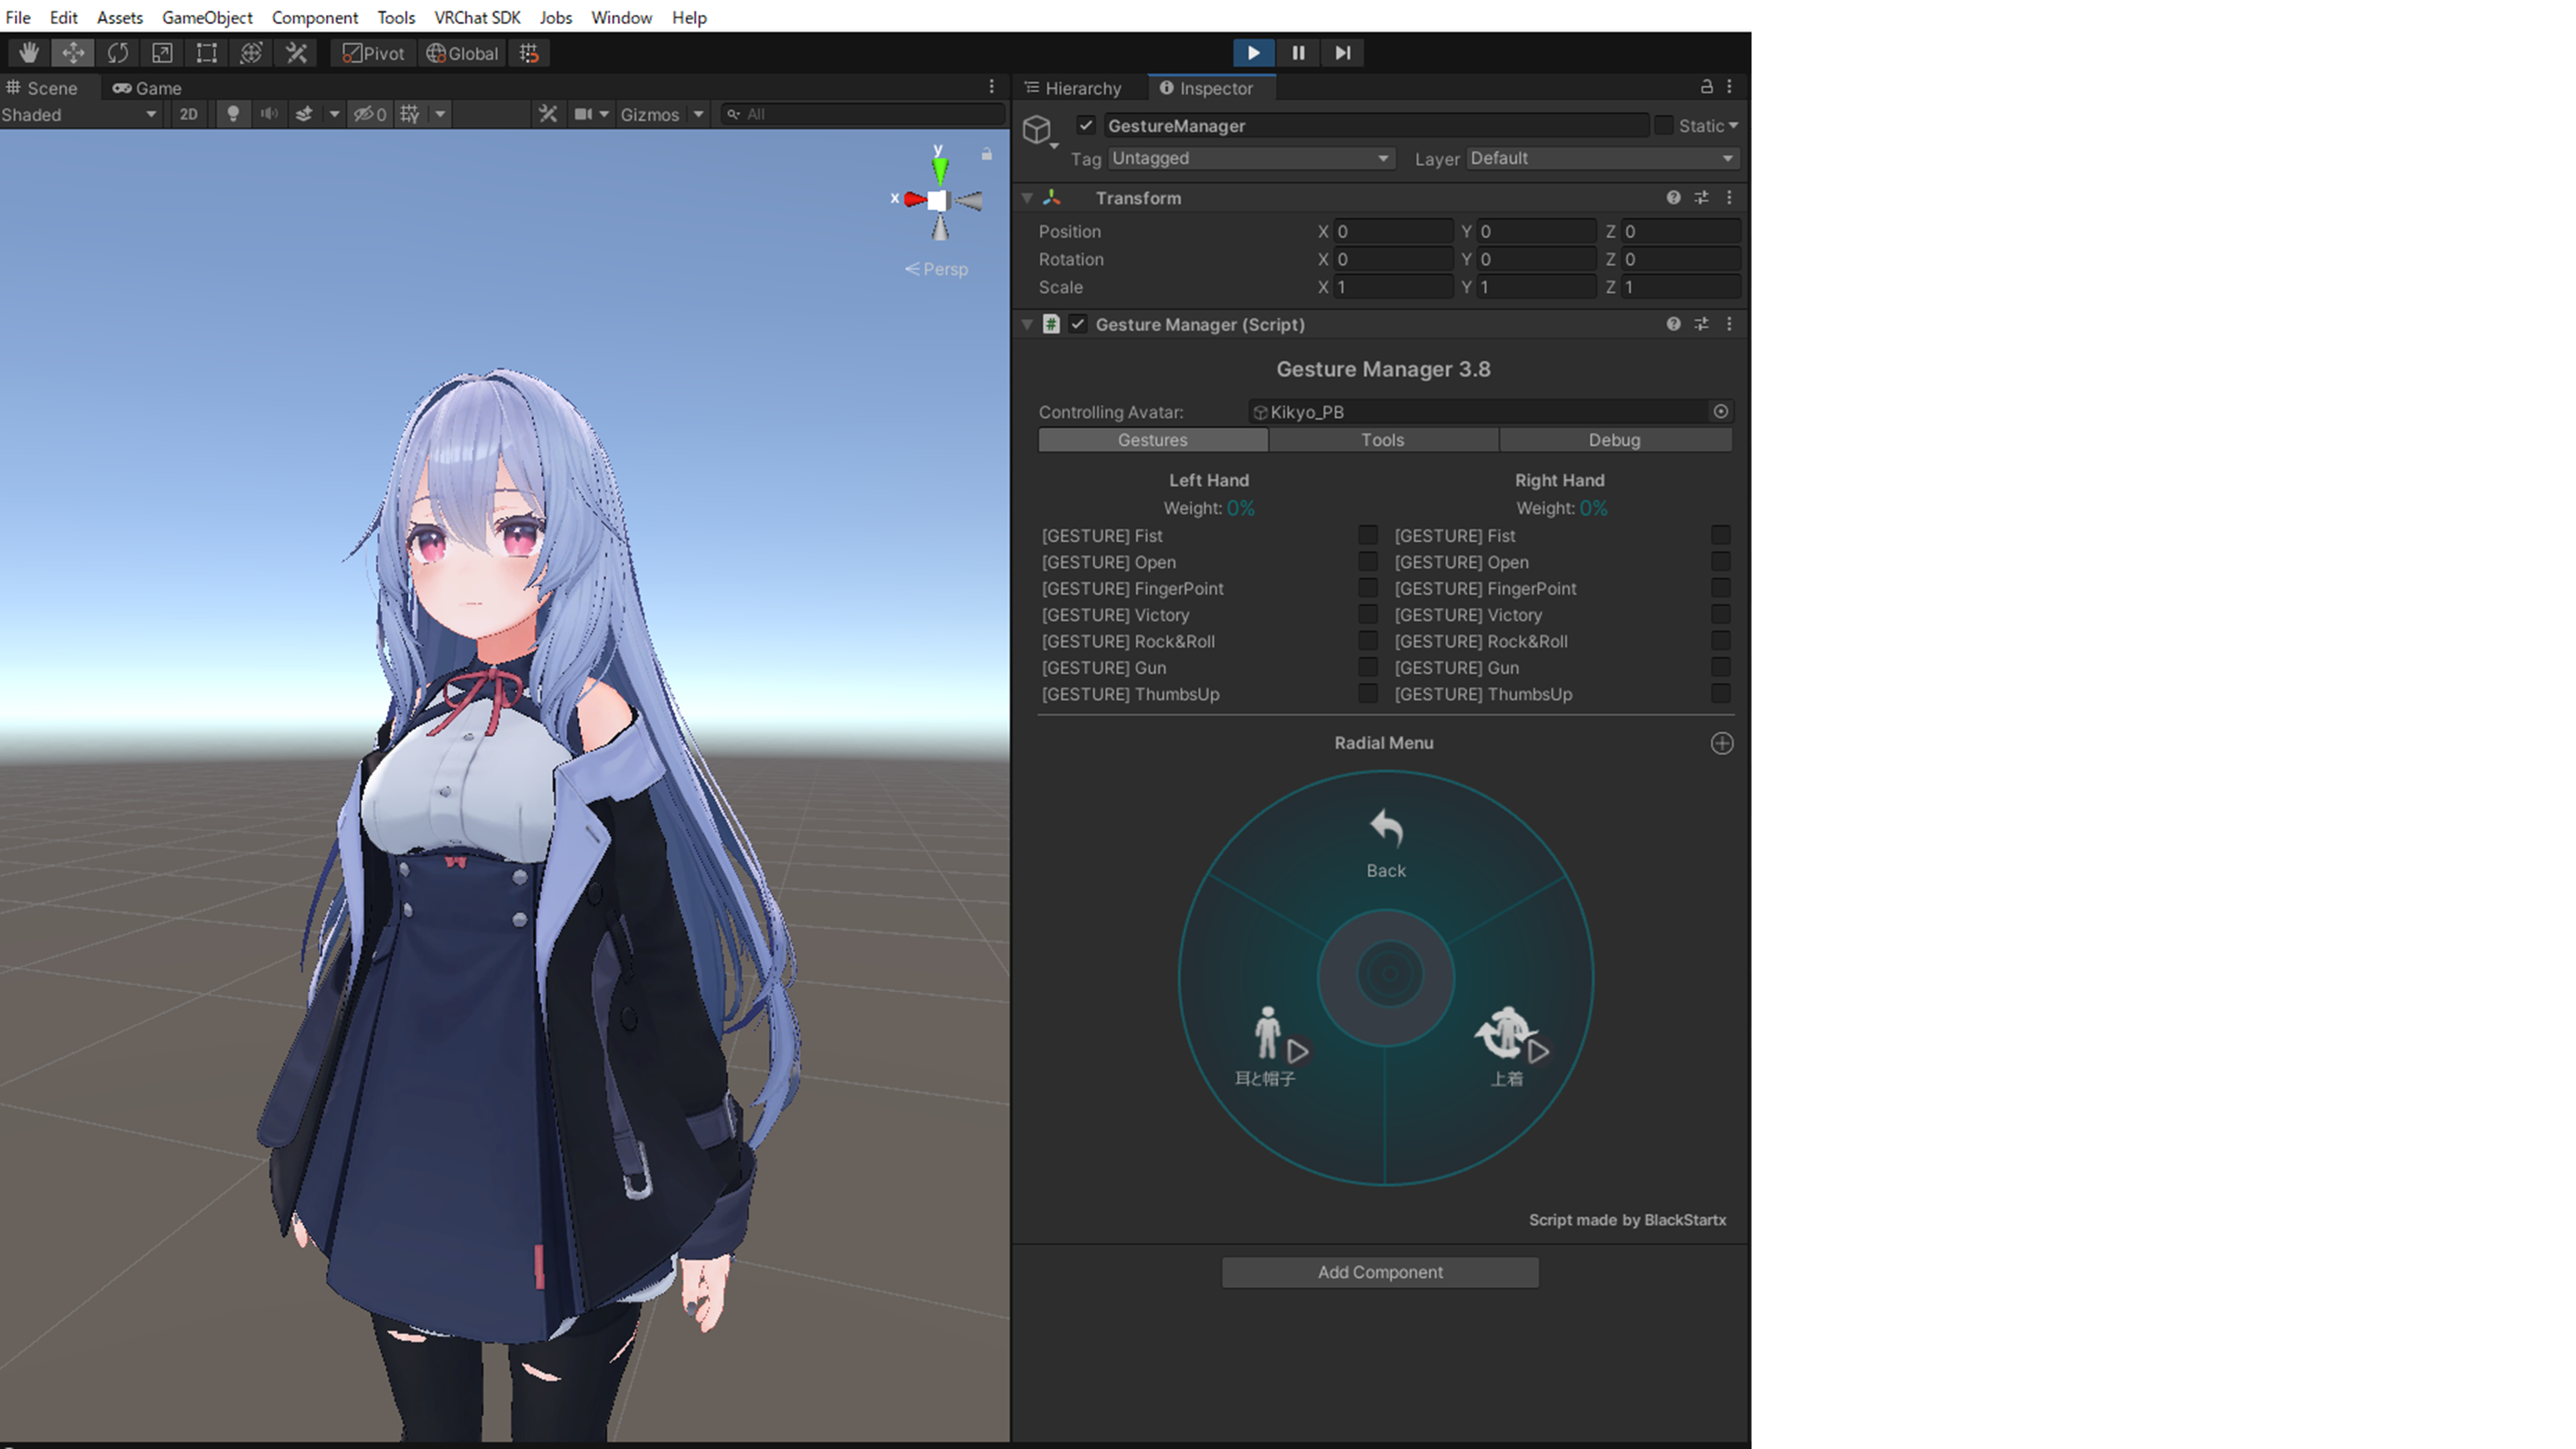 File Edit Assets GameObject Component Tools VRChat SDK Jobs Window Help
Pivot Global
Scene Game
Shaded 2D 0 Gizmos All
y
x
Persp
Hierarchy Inspector
GestureManager Static
Tag Untagged Layer Default
Transform
Position X 0 Y 0 Z 0
Rotation X 0 Y 0 Z 0
Scale X 1 Y 1 Z 1
# Gesture Manager (Script)
Gesture Manager 3.8
Controlling Avatar: Kikyo_PB
Gestures Tools Debug
Left Hand Right Hand
Weight: 0% Weight: 0%
[GESTURE] Fist [GESTURE] Fist
[GESTURE] Open [GESTURE] Open
[GESTURE] FingerPoint [GESTURE] FingerPoint
[GESTURE] Victory [GESTURE] Victory
[GESTURE] Rock&Roll [GESTURE] Rock&Roll
[GESTURE] Gun [GESTURE] Gun
[GESTURE] ThumbsUp [GESTURE] ThumbsUp
Radial Menu
Back
耳と帽子 上着
Script made by BlackStartx
Add Component